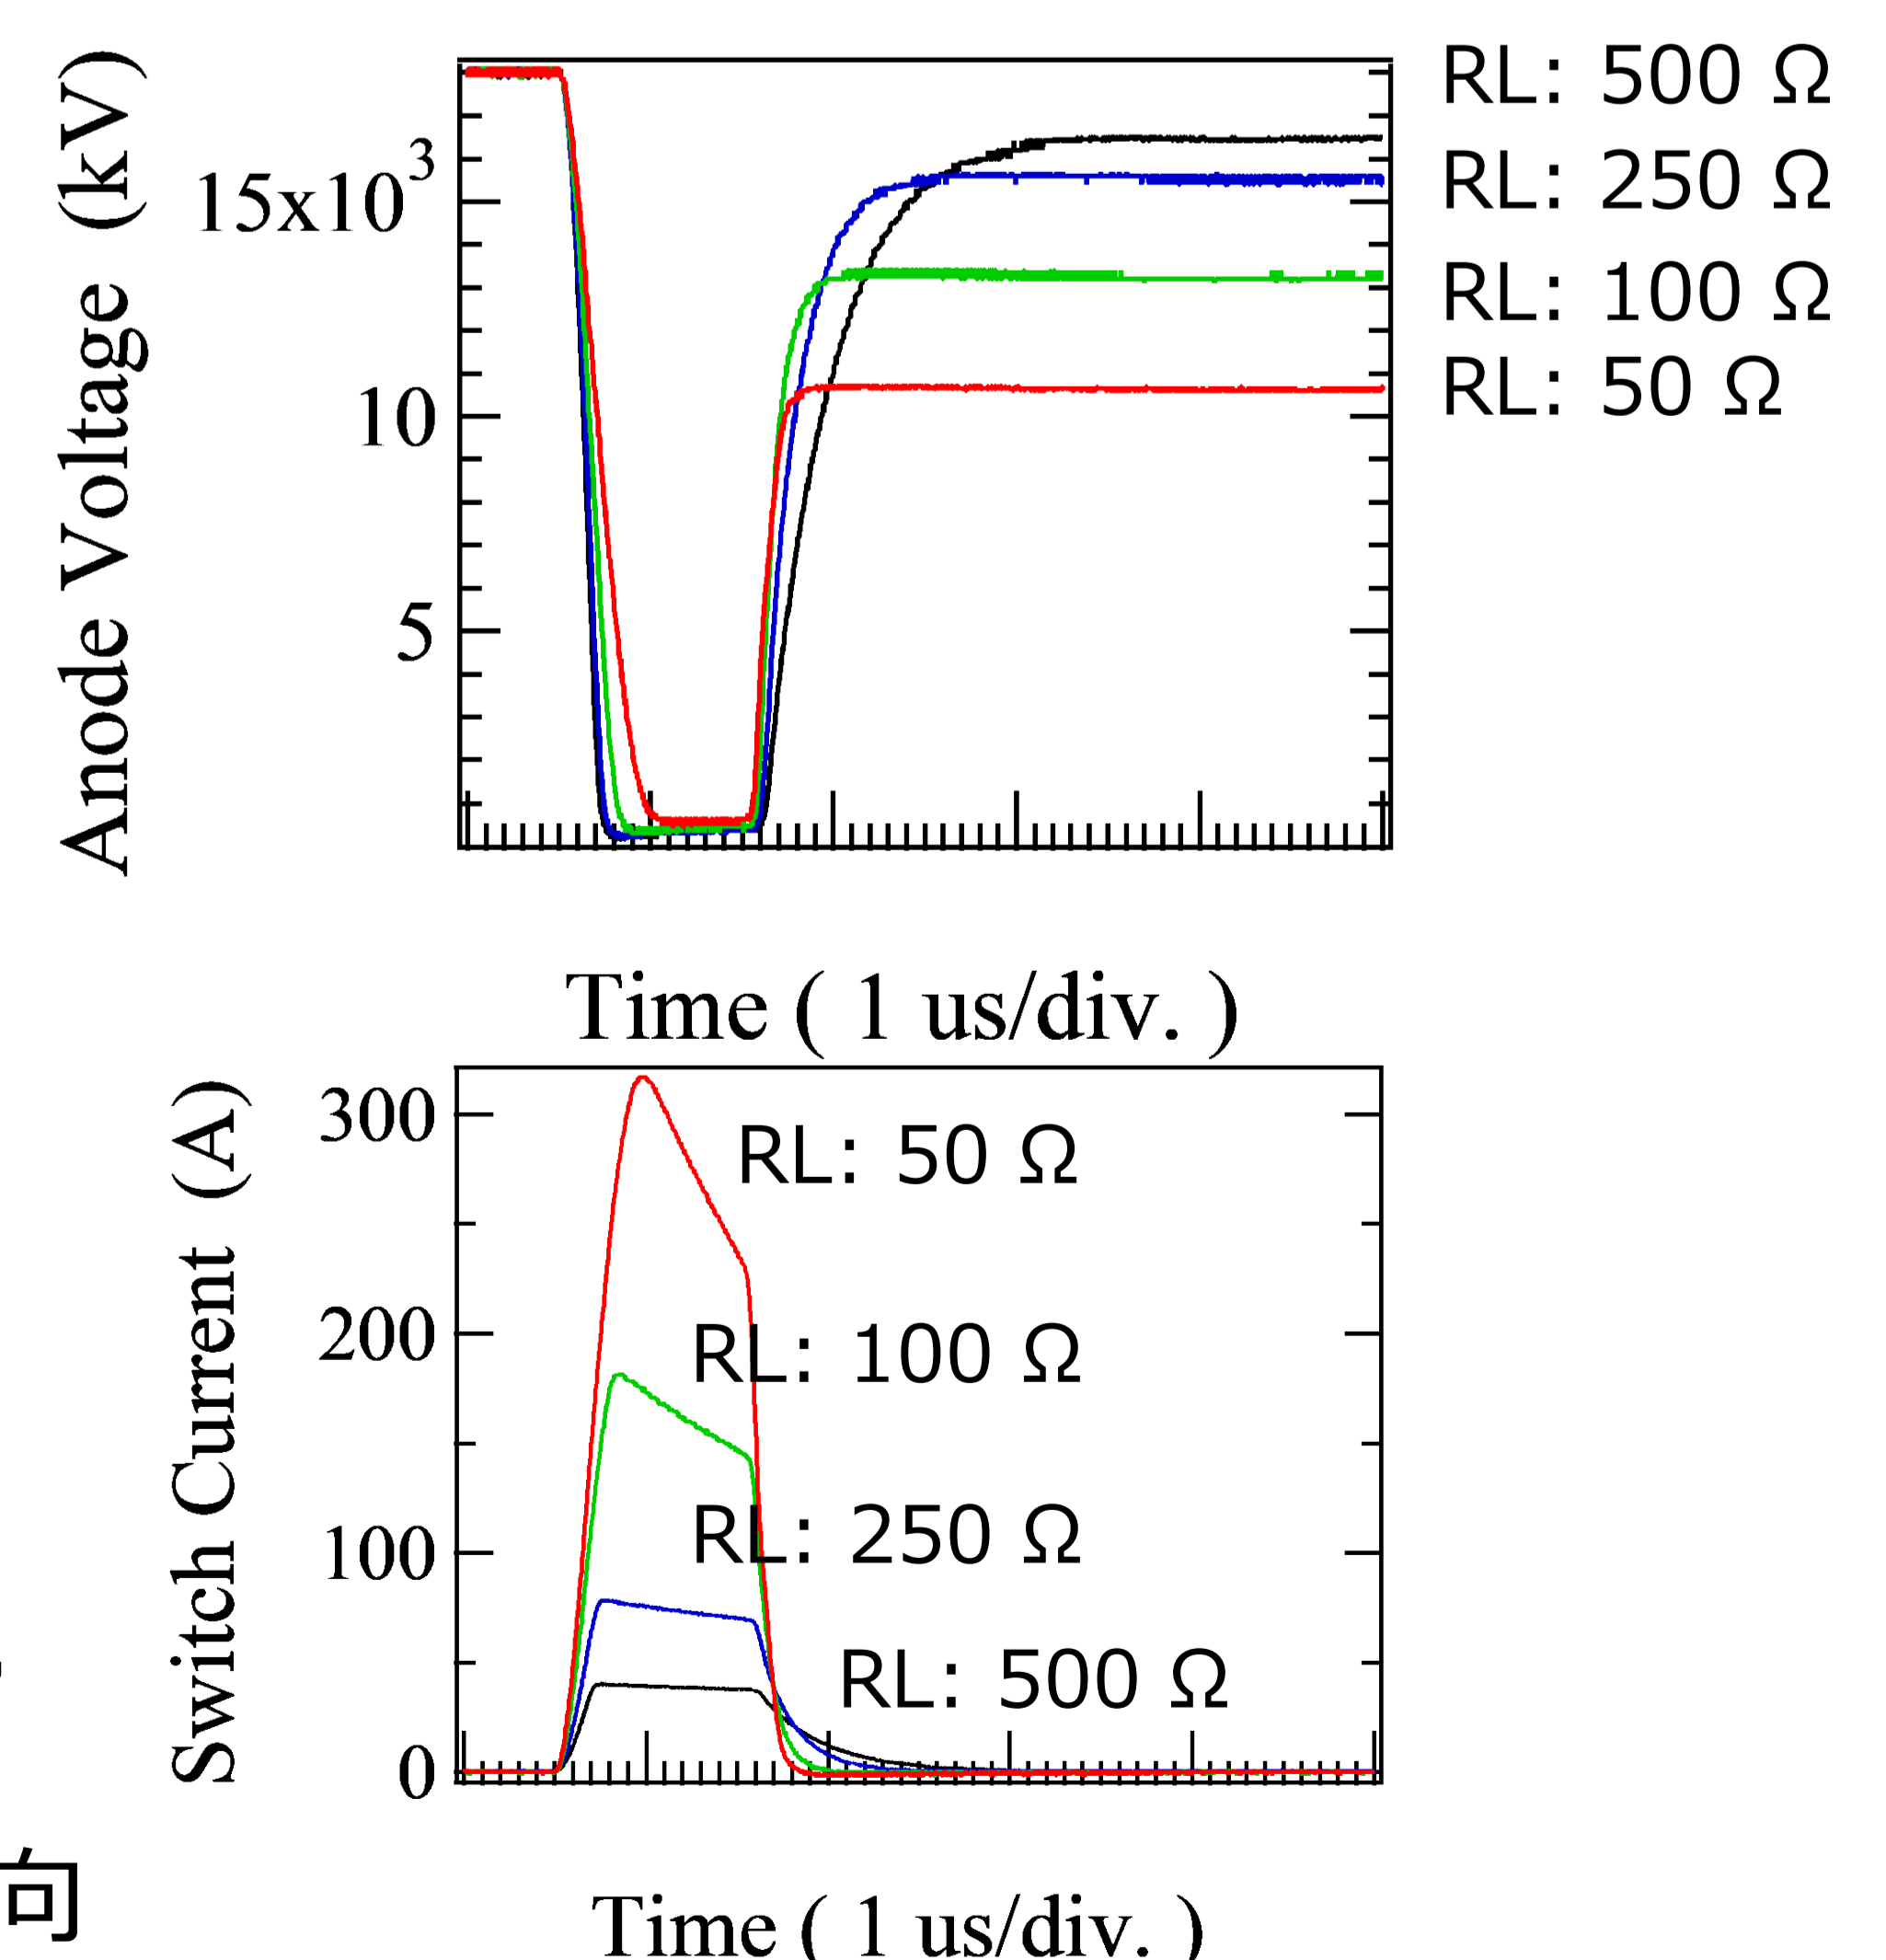 Anode Voltage (kV)
15x10³
10
5
RL: 500 Ω
RL: 250 Ω
RL: 100 Ω
RL: 50 Ω
Time ( 1 us/div. )
Switch Current (A)
300
200
100
0
RL: 50 Ω
RL: 100 Ω
RL: 250 Ω
RL: 500 Ω
向
Time ( 1 us/div. )